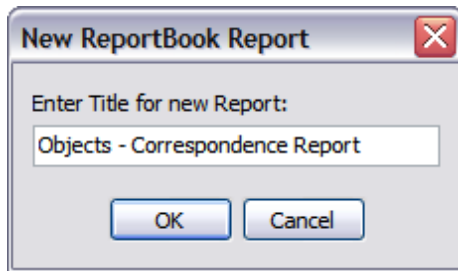 New ReportBook Report
Enter Title for new Report:
Objects - Correspondence Report
OK Cancel